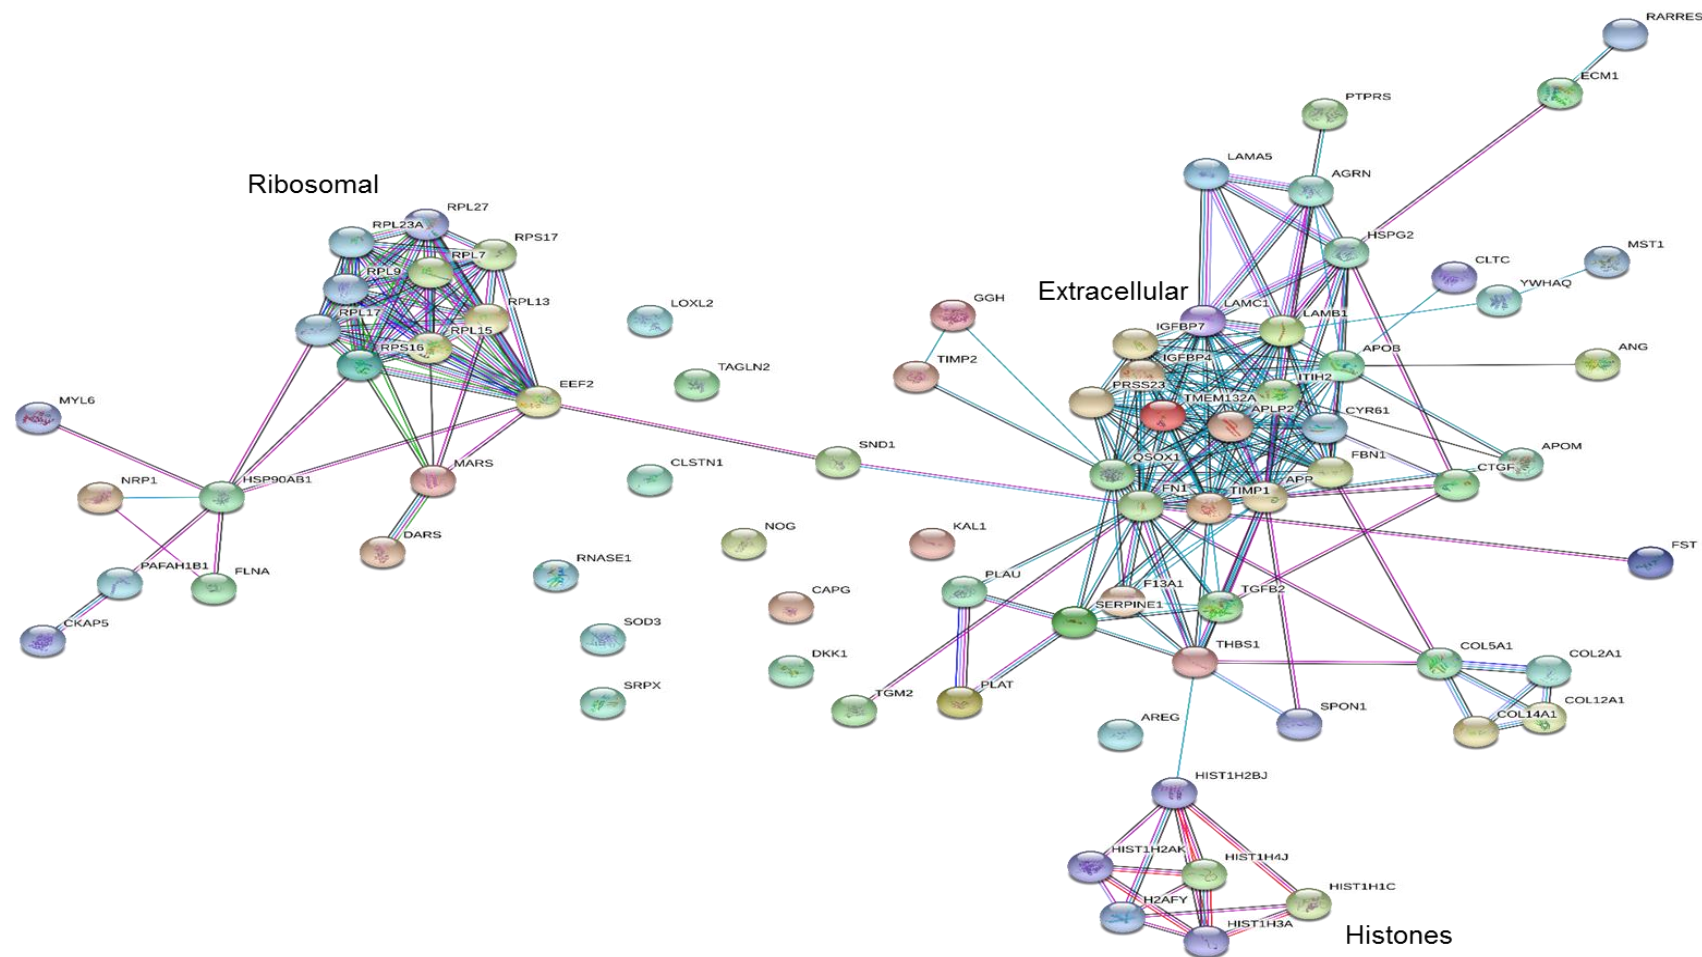 RARRES
ECM1
PTPRS
LAMA5
AGRN
Ribosomal
RPL27
RPL23A
RPS17
HSPG2
MST1
RPL7
CLTC
RPL9
YWHAQ
Extracellular
GGH
LOXL2
RPL13
LAMC1
RPL17
LAMB1
IGFBP7
RPL15
APOB
ANG
RPS16
IGFBP4
TIMP2
TAGLN2
ITIH2
EEF2
PRSS23
TMEM132A
MYL6
APLP2
CYR61
SND1
APOM
FBN1
QSOX1
MARS
CLSTN1
CTGF
APP
NRP1
HSP90AB1
FN1
TIMP1
NOG
KAL1
DARS
FST
PAFAH1B1
FLNA
RNASE1
PLAU
F13A1
TGFB2
CAPG
SERPINE1
CKAP5
SOD3
THBS1
DKK1
COL5A1
COL2A1
SRPX
TGM2
PLAT
COL12A1
AREG
SPON1
COL14A1
HIST1H2BJ
HIST1H2AK
HIST1H4J
HIST1H1C
H2AFY
HIST1H3A
Histones